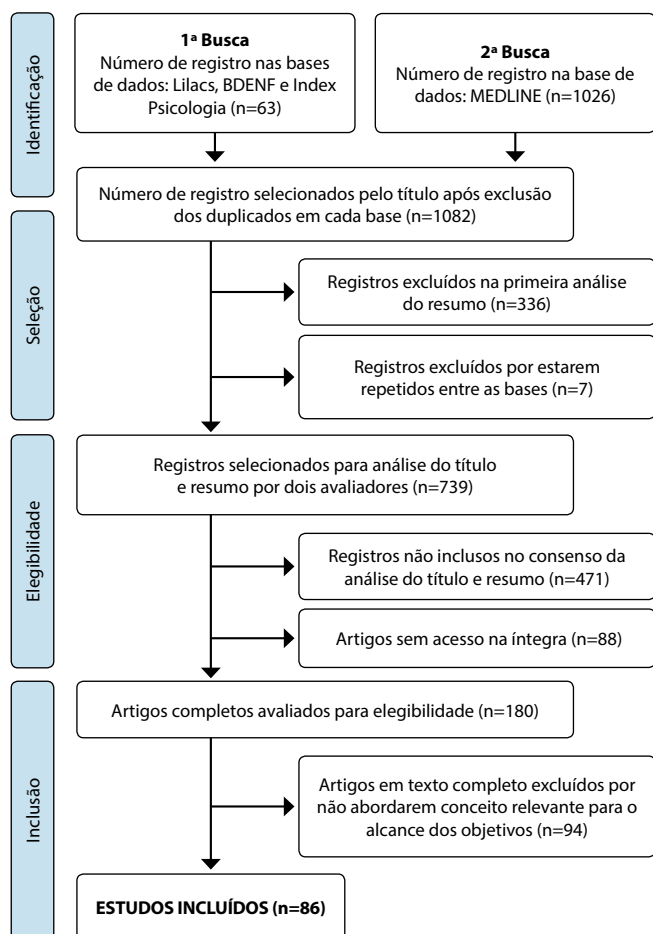 Identificação
1ª Busca
Número de registro nas bases
de dados: Lilacs, BDENF e Index
Psicologia (n=63)
2ª Busca
Número de registro na base de
dados: MEDLINE (n=1026)
Número de registro selecionados pelo título após exclusão
dos duplicados em cada base (n=1082)
Seleção
Registros excluídos na primeira análise
do resumo (n=336)
Registros excluídos por estarem
repetidos entre as bases (n=7)
Elegibilidade
Registros selecionados para análise do título
e resumo por dois avaliadores (n=739)
Registros não inclusos no consenso da
análise do título e resumo (n=471)
Artigos sem acesso na íntegra (n=88)
Inclusão
Artigos completos avaliados para elegibilidade (n=180)
Artigos em texto completo excluídos por
não abordarem conceito relevante para o
alcance dos objetivos (n=94)
ESTUDOS INCLUÍDOS (n=86)